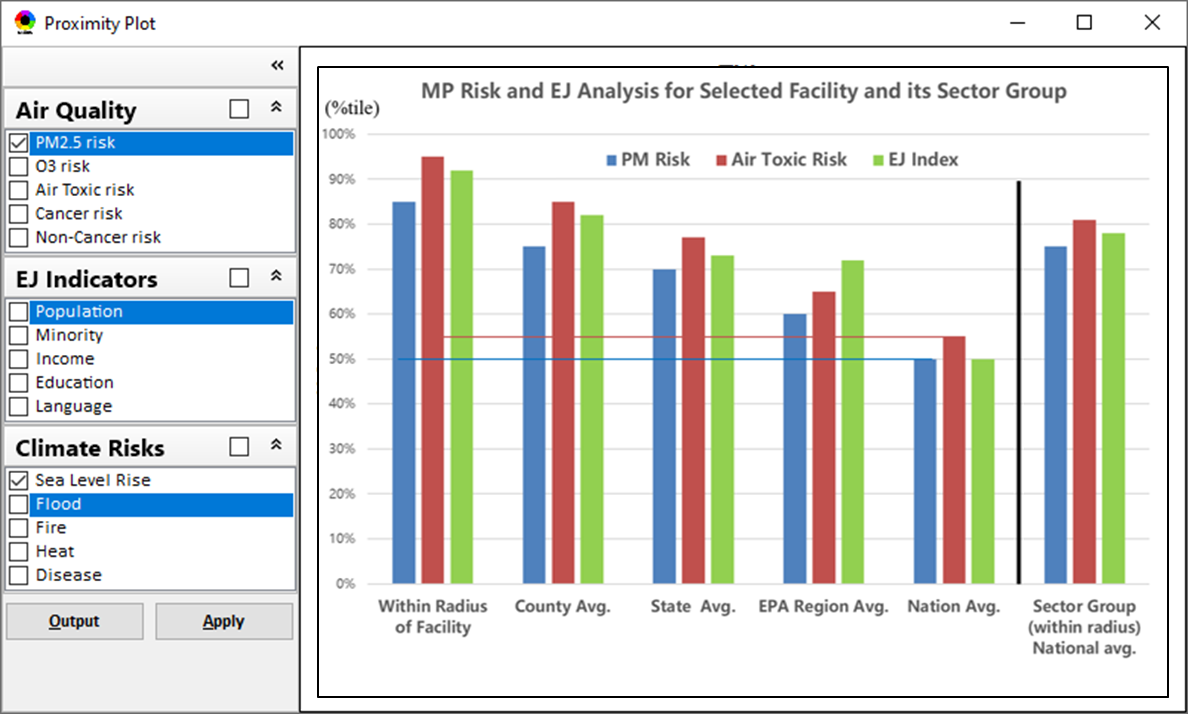 Proximity Plot
«
Air Quality
PM2.5 risk
O3 risk
Air Toxic risk
Cancer risk
Non-Cancer risk
EJ Indicators
Population
Minority
Income
Education
Language
Climate Risks
Sea Level Rise
Flood
Fire
Heat
Disease
Output Apply
MP Risk and EJ Analysis for Selected Facility and its Sector Group
(%tile)
PM Risk Air Toxic Risk EJ Index
100%
90%
80%
70%
60%
50%
40%
30%
20%
10%
0%
Within Radius
of Facility
County Avg.
State Avg.
EPA Region Avg.
Nation Avg.
Sector Group
(within radius)
National avg.